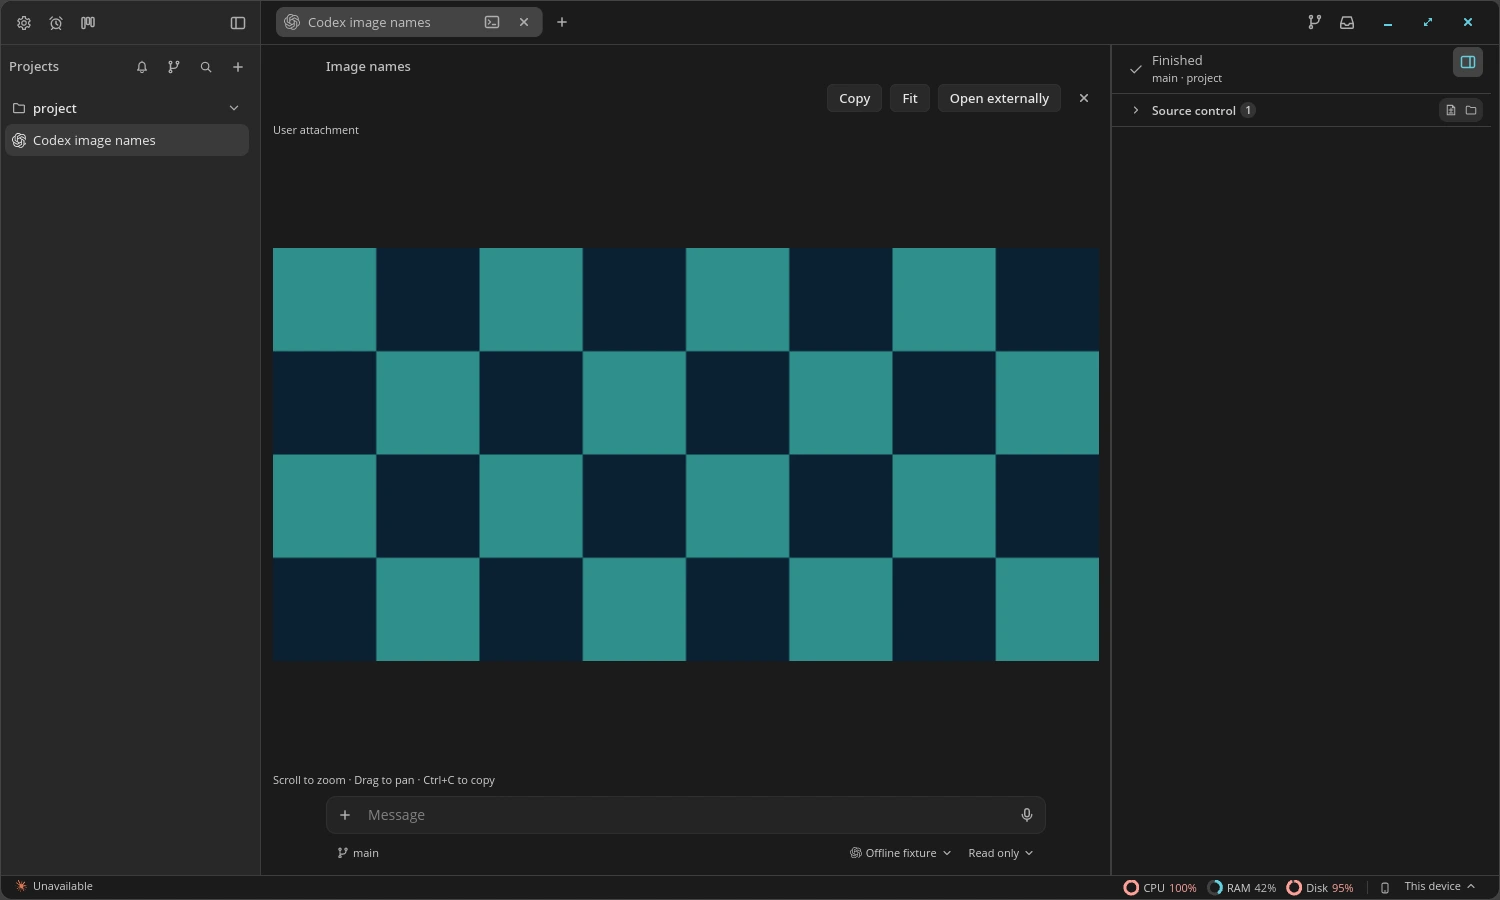 Codex image names
Projects
project
Codex image names
Image names
Copy Fit Open externally
User attachment
Scroll to zoom · Drag to pan · Ctrl+C to copy
Message
main Offline fixture Read only
Finished
main · project
Source control 1
Unavailable
CPU 100% RAM 42% Disk 95% This device